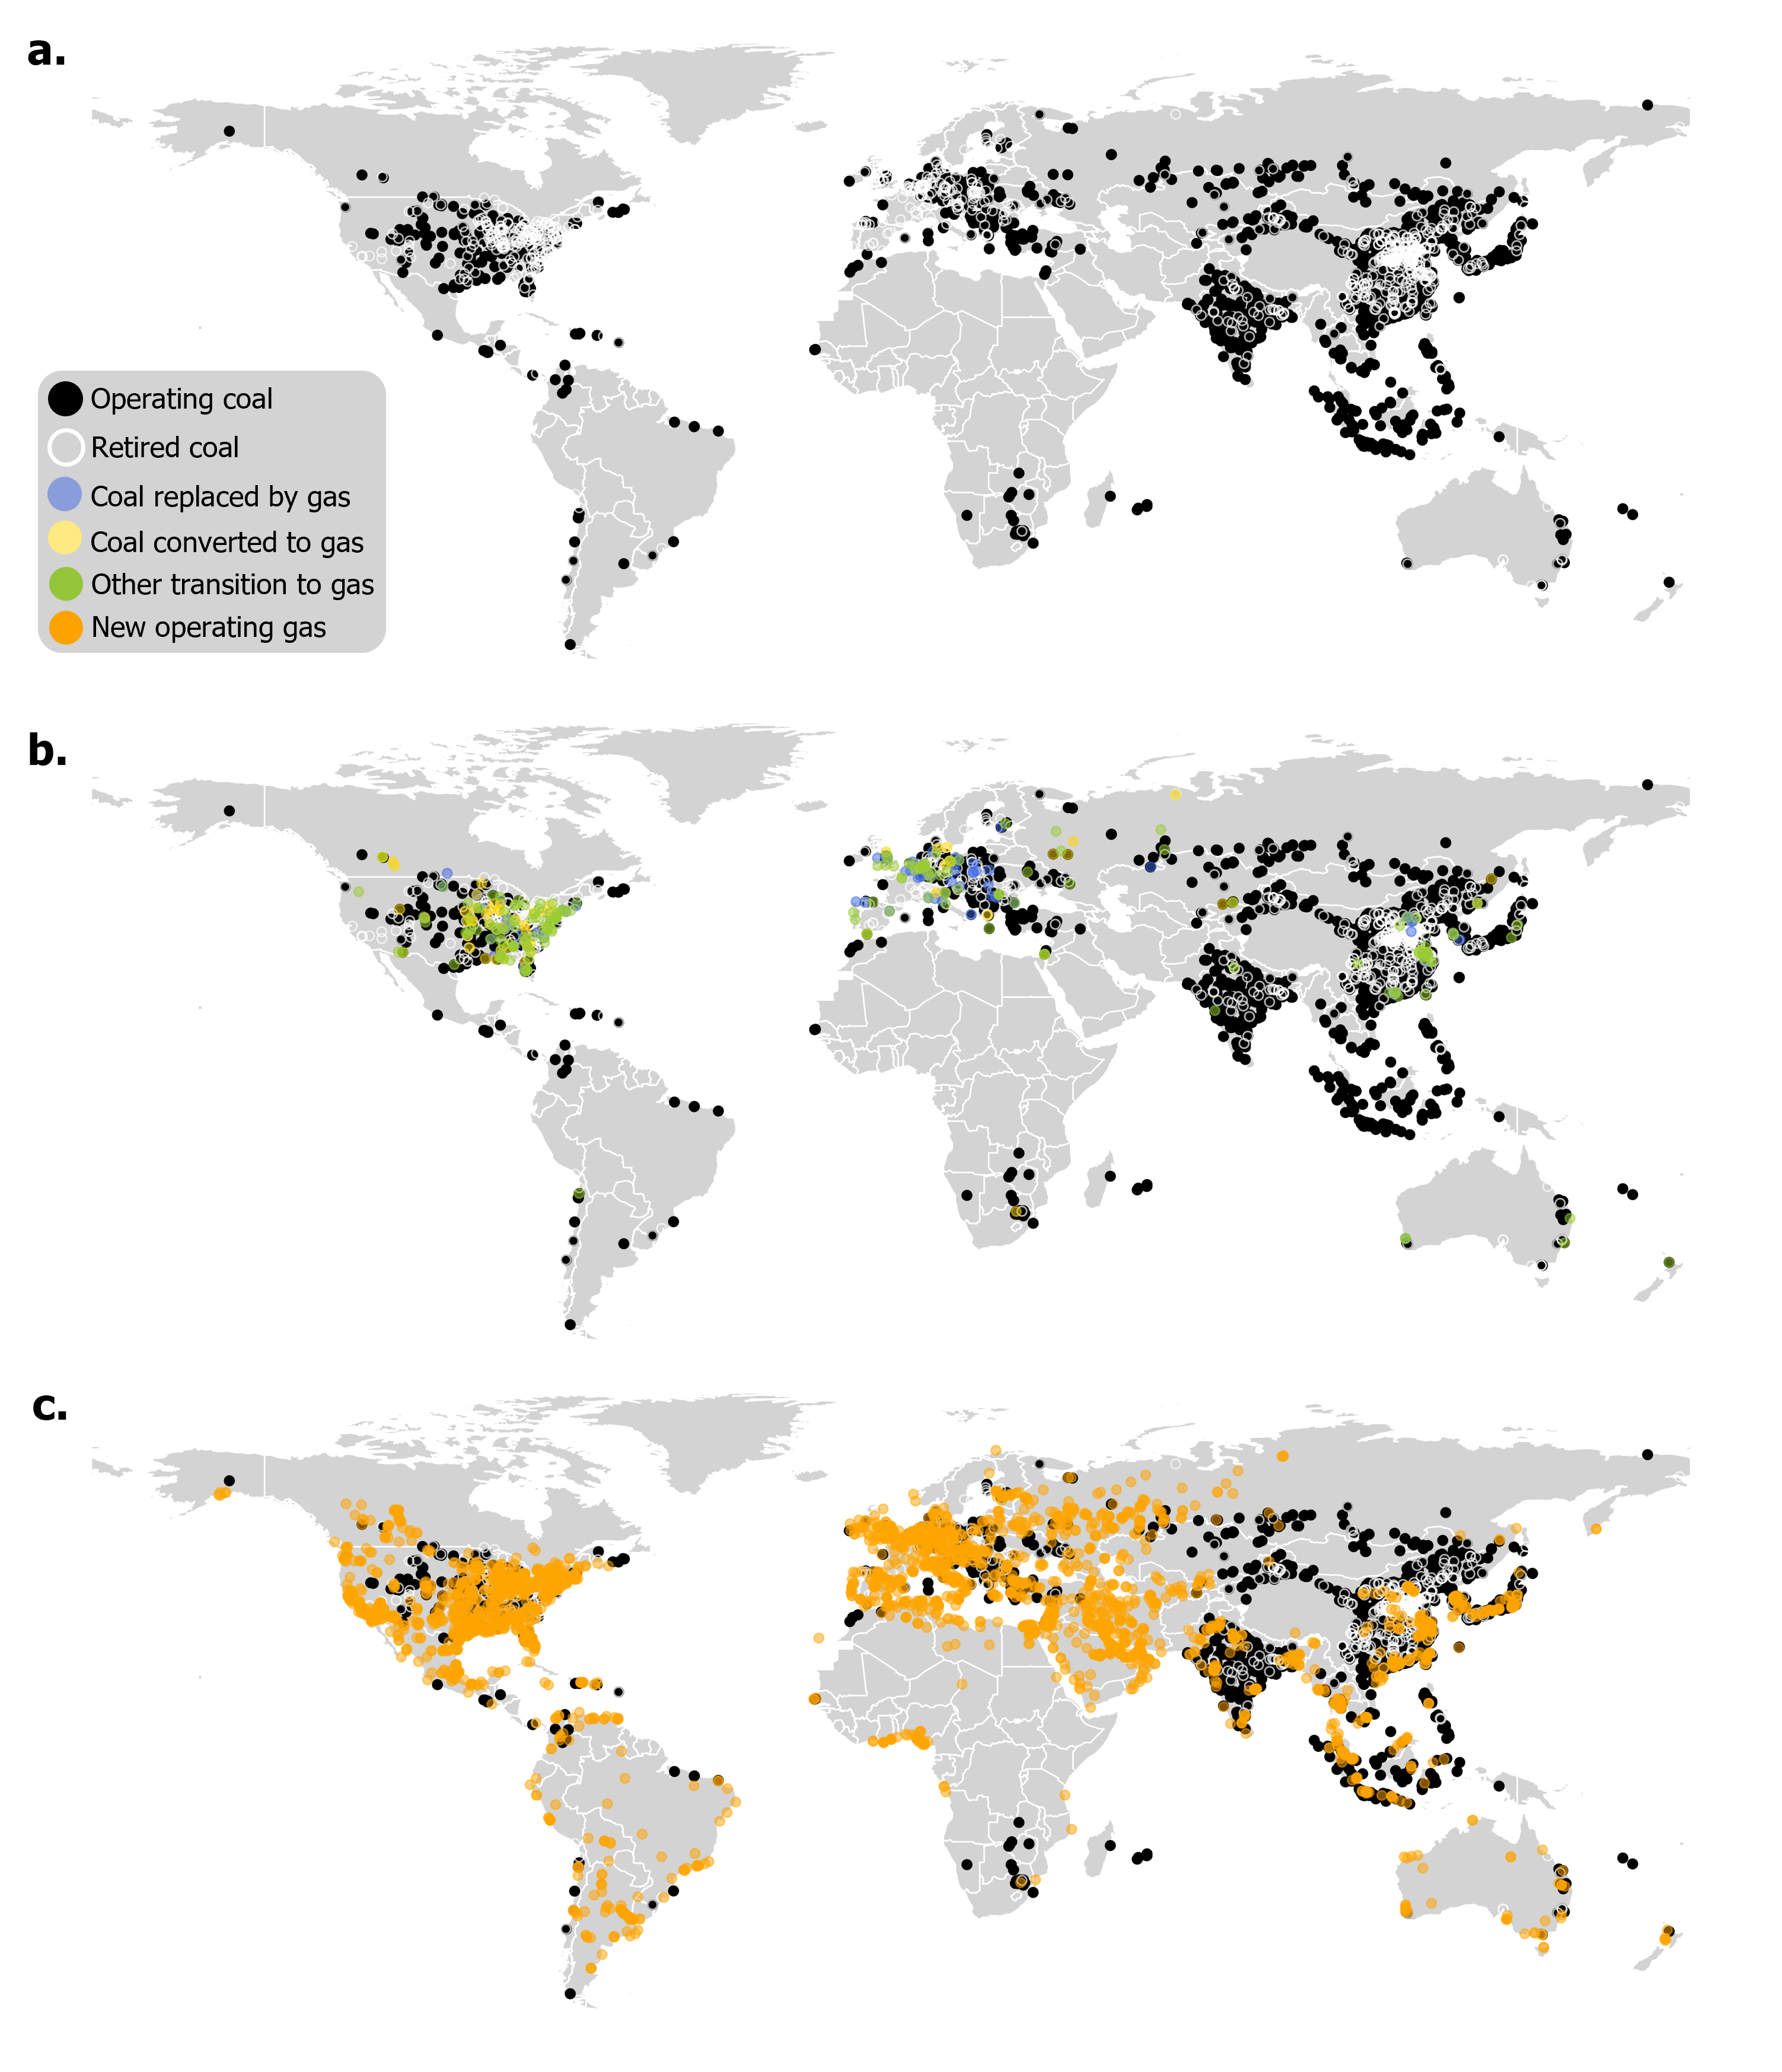 a.
Operating coal
Retired coal
Coal replaced by gas
Coal converted to gas
Other transition to gas
New operating gas
b.
c.